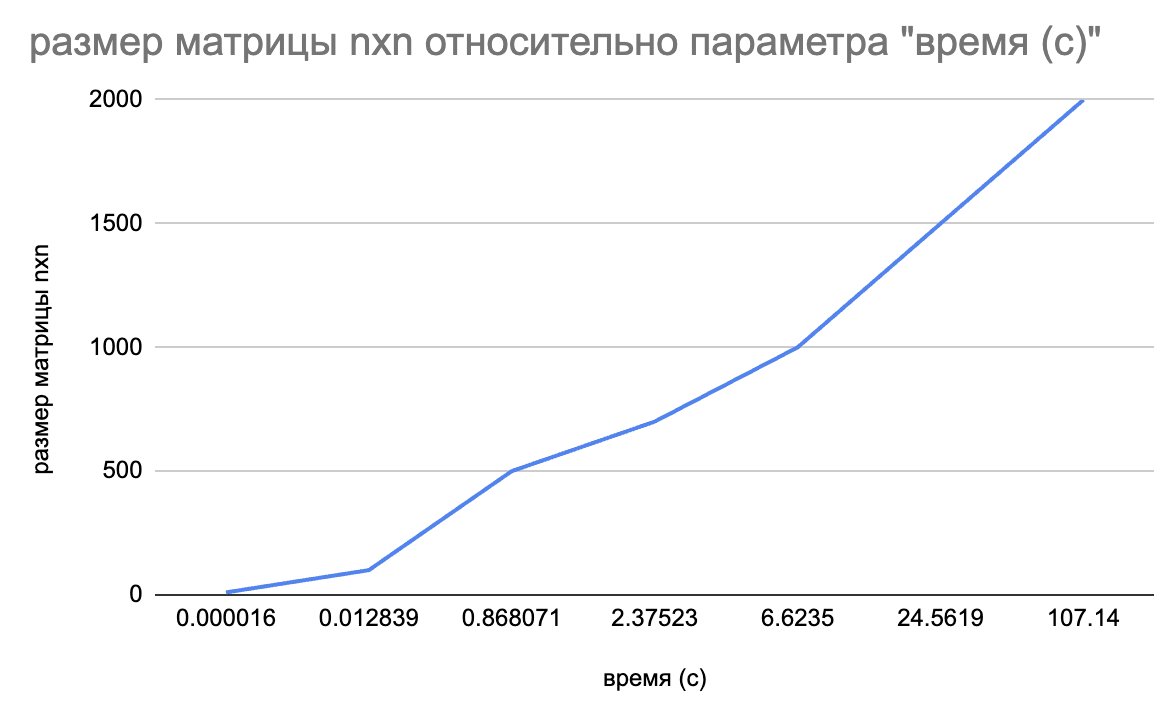 размер матрицы nxn относительно параметра "время (с)"
2000
1500
1000
500
0
размер матрицы nxn
0.000016 0.012839 0.868071 2.37523 6.6235 24.5619 107.14
время (с)